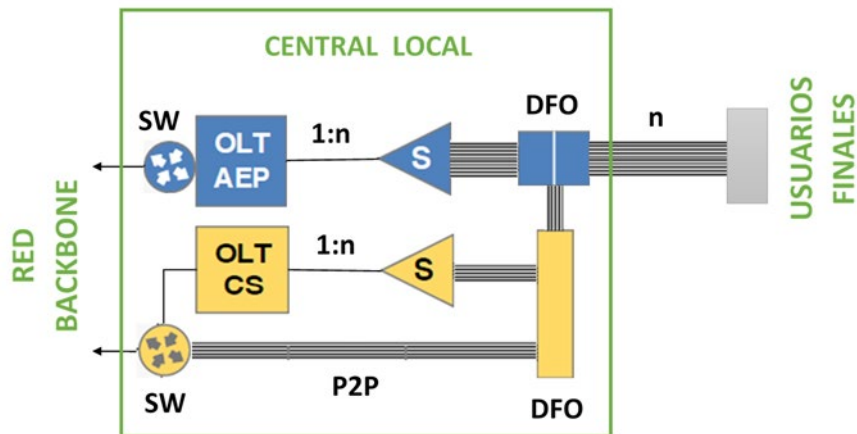 CENTRAL LOCAL
DFO
n
SW
OLT
AEP
1:n
S
USUARIOS
FINALES
RED
BACKBONE
OLT
CS
1:n
S
SW
P2P
DFO